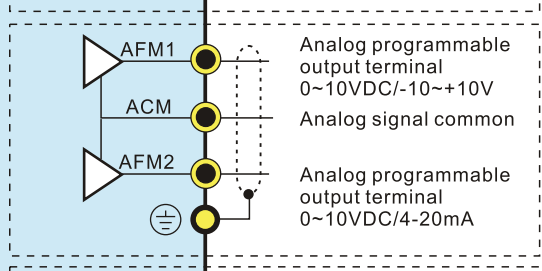 AFM1
Analog programmable
output terminal
0~10VDC/-10~+10V
ACM
Analog signal common
AFM2
Analog programmable
output terminal
0~10VDC/4-20mA